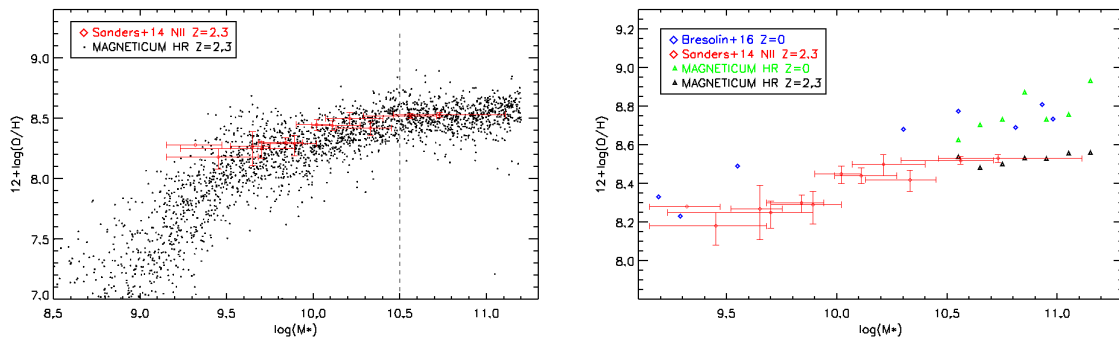 Sanders+14 NII Z=2,3
MAGNETICUM HR Z=2,3
9.0
8.5
8.0
7.5
7.0
12+log(O/H)
8.5
9.0
9.5
10.0
10.5
11.0
log(M*)
Bresolin+16 Z=0
Sanders+14 NII Z=2,3
MAGNETICUM HR Z=0
MAGNETICUM HR Z=2,3
9.2
9.0
8.8
8.6
8.4
8.2
8.0
12+log(O/H)
9.5
10.0
10.5
11.0
log(M*)